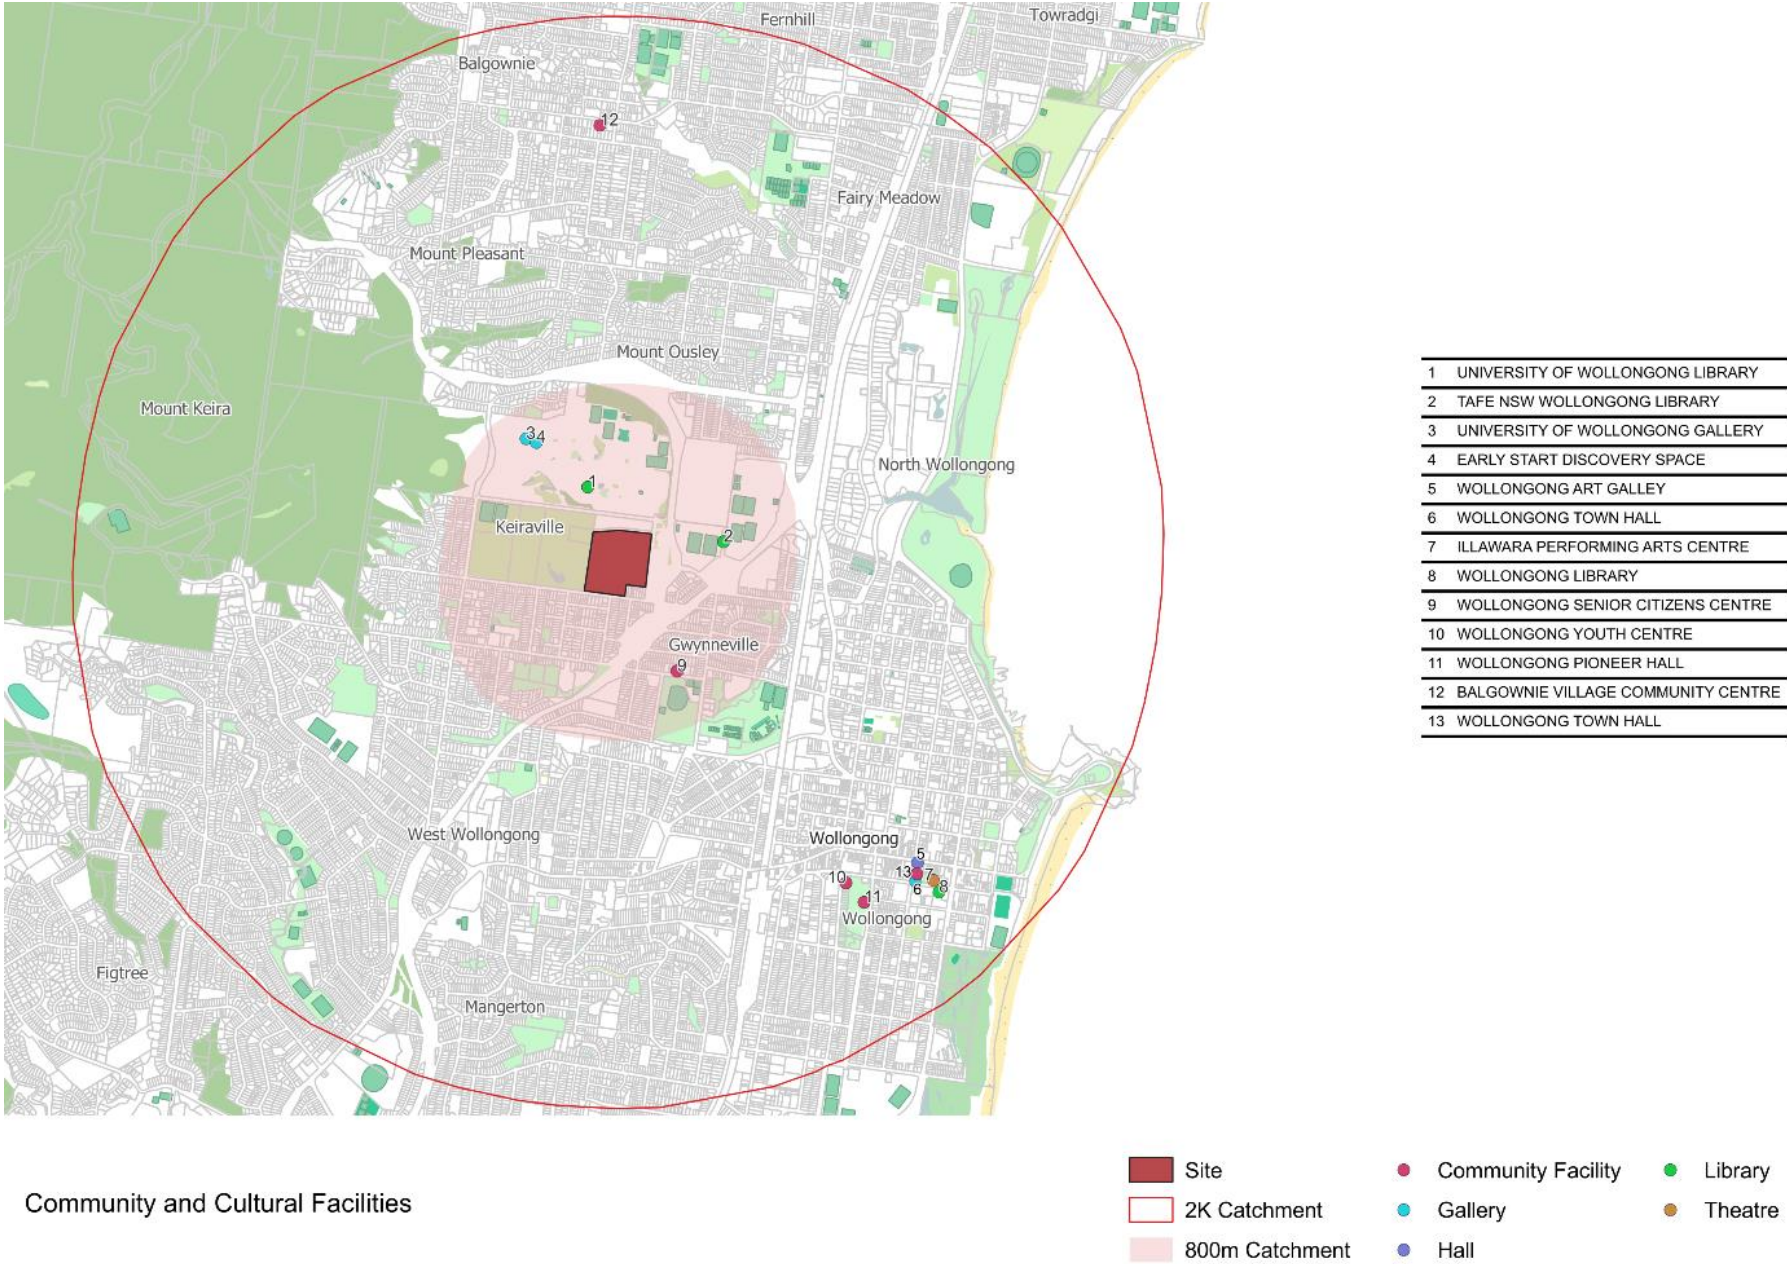 Fernhill
Towradgi
Balgownie
12
Fairy Meadow
Mount Pleasant
Mount Ousley
Mount Keira
3
4
North Wollongong
1
Keiraville
2
Gwynneville
9
West Wollongong
Wollongong
5
13
7
10
6
8
11
Wollongong
Figtree
Mangerton
1 UNIVERSITY OF WOLLONGONG LIBRARY
2 TAFE NSW WOLLONGONG LIBRARY
3 UNIVERSITY OF WOLLONGONG GALLERY
4 EARLY START DISCOVERY SPACE
5 WOLLONGONG ART GALLEY
6 WOLLONGONG TOWN HALL
7 ILLAWARA PERFORMING ARTS CENTRE
8 WOLLONGONG LIBRARY
9 WOLLONGONG SENIOR CITIZENS CENTRE
10 WOLLONGONG YOUTH CENTRE
11 WOLLONGONG PIONEER HALL
12 BALGOWNIE VILLAGE COMMUNITY CENTRE
13 WOLLONGONG TOWN HALL
Community and Cultural Facilities
Site
2K Catchment
800m Catchment
Community Facility
Gallery
Hall
Library
Theatre